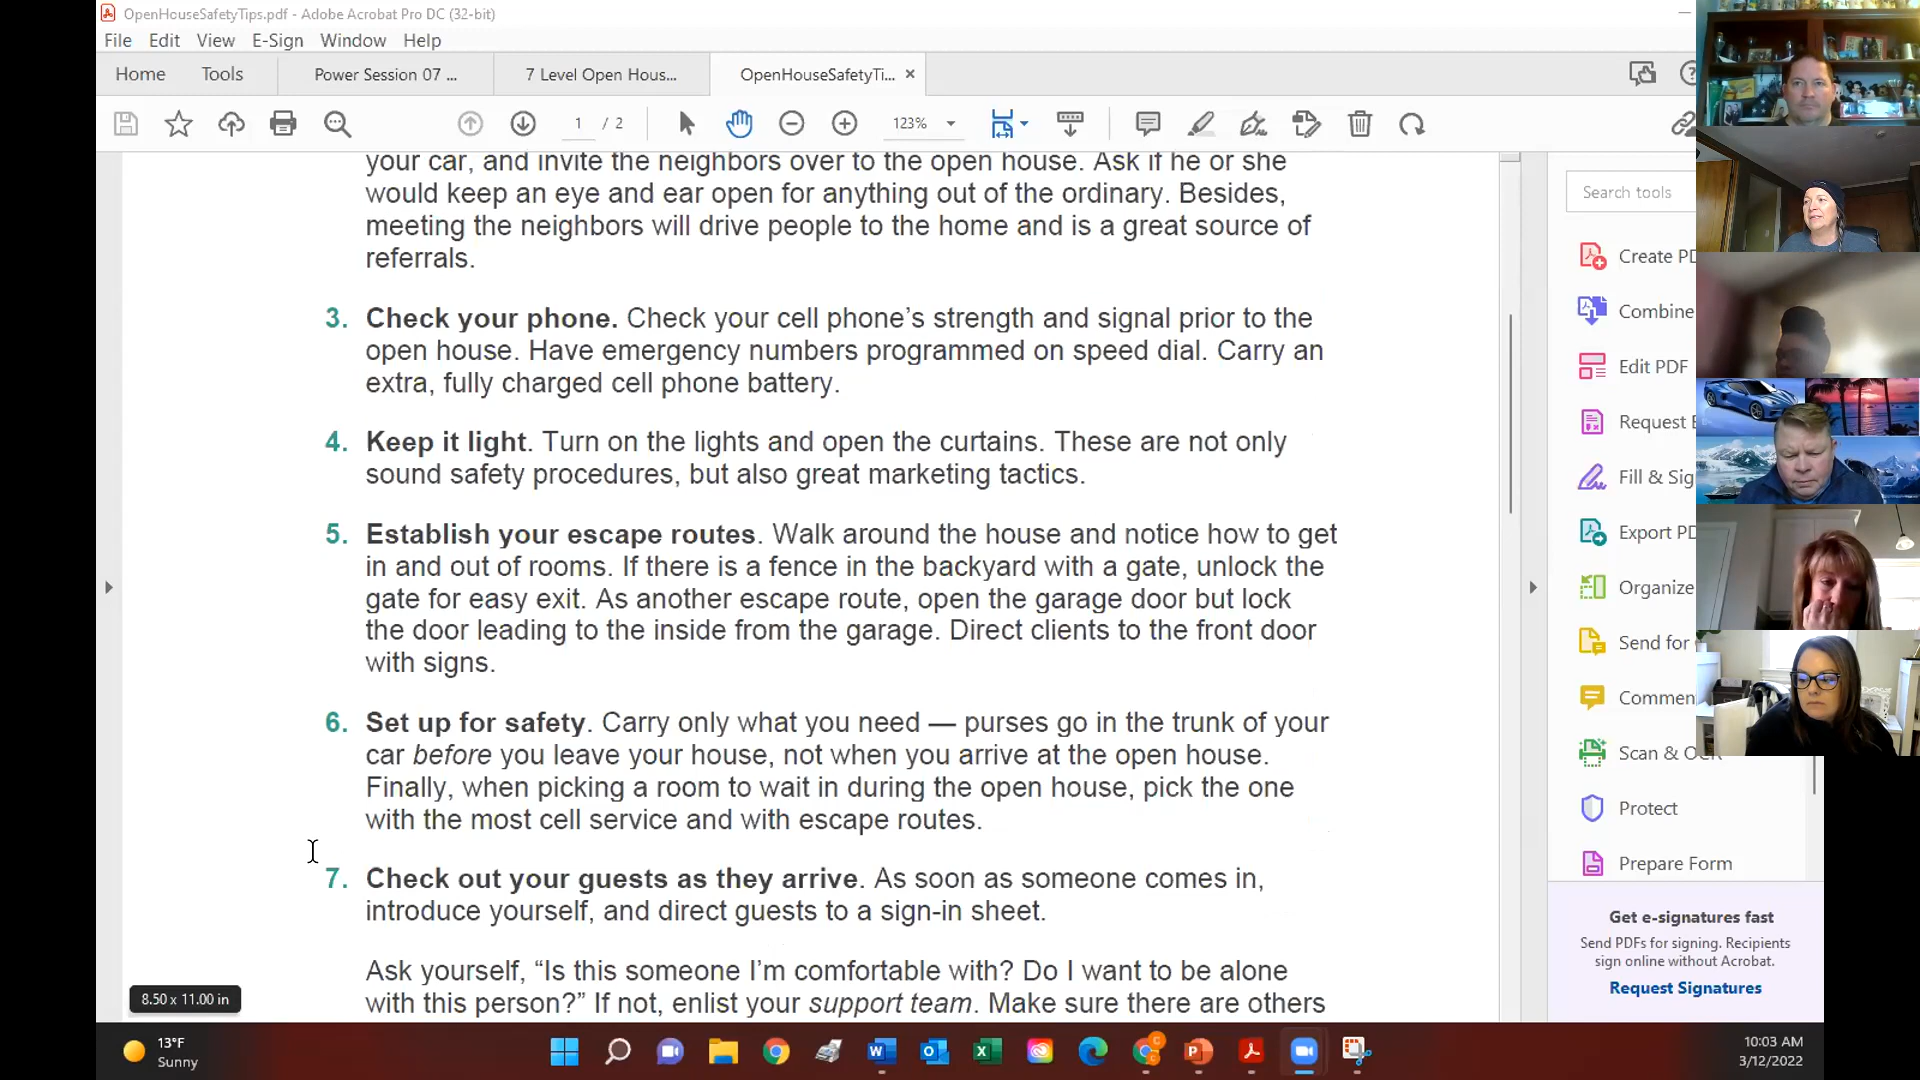 OpenHouseSafetyTips.pdf - Adobe Acrobat Pro DC (32-bit)
File Edit View E-Sign Window Help
Home Tools Power Session 07 ... 7 Level Open Hous... OpenHouseSafetyTi... ×
1 / 2 123%
your car, and invite the neighbors over to the open house. Ask if he or she
would keep an eye and ear open for anything out of the ordinary. Besides,
meeting the neighbors will drive people to the home and is a great source of
referrals.
3. Check your phone. Check your cell phone’s strength and signal prior to the
open house. Have emergency numbers programmed on speed dial. Carry an
extra, fully charged cell phone battery.
4. Keep it light. Turn on the lights and open the curtains. These are not only
sound safety procedures, but also great marketing tactics.
5. Establish your escape routes. Walk around the house and notice how to get
in and out of rooms. If there is a fence in the backyard with a gate, unlock the
gate for easy exit. As another escape route, open the garage door but lock
the door leading to the inside from the garage. Direct clients to the front door
with signs.
6. Set up for safety. Carry only what you need — purses go in the trunk of your
car before you leave your house, not when you arrive at the open house.
Finally, when picking a room to wait in during the open house, pick the one
with the most cell service and with escape routes.
7. Check out your guests as they arrive. As soon as someone comes in,
introduce yourself, and direct guests to a sign-in sheet.
Ask yourself, “Is this someone I’m comfortable with? Do I want to be alone
with this person?” If not, enlist your support team. Make sure there are others
8.50 x 11.00 in
Search tools
Create PD
Combine
Edit PDF
Request E
Fill & Sig
Export PD
Organize
Send for
Commen
Scan & OCR
Protect
Prepare Form
Get e-signatures fast
Send PDFs for signing. Recipients
sign online without Acrobat.
Request Signatures
13°F
Sunny
10:03 AM
3/12/2022